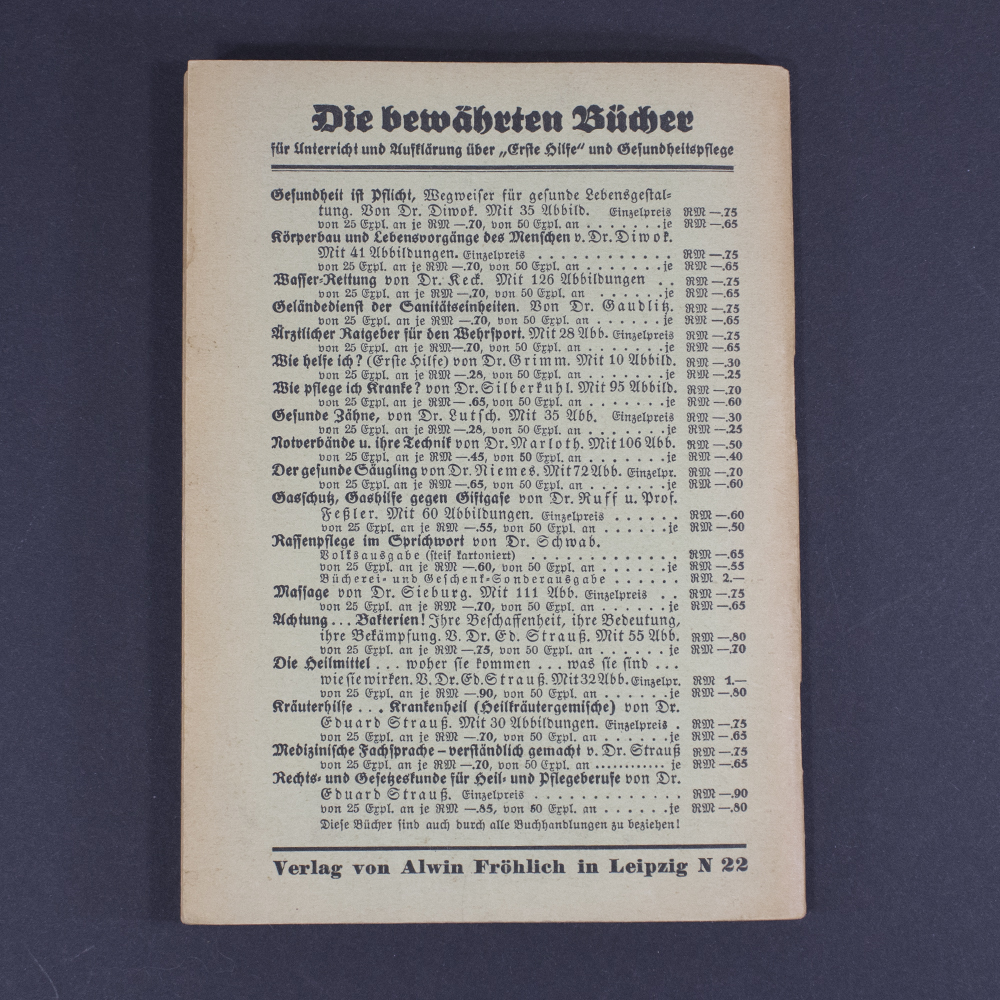 Die bewährten Bücher
für Unterricht und Aufklärung über „Erste Hilfe“ und Gesundheitspflege
Gesundheit ist Pflicht, Wegweiser für gesunde Lebensgestal-
tung. Von Dr. Diwok. Mit 35 Abbild. Einzelpreis RM —.75
von 25 Expl. an je RM —.70, von 50 Expl. an . . . . . . . je RM —.65
Körperbau und Lebensvorgänge des Menschen v. Dr. Diwok.
Mit 41 Abbildungen. Einzelpreis . . . . . . . . . . . . RM —.75
von 25 Expl. an je RM —.70, von 50 Expl. an . . . . . . . je RM —.65
Wasser-Rettung von Dr. Keck. Mit 126 Abbildungen . . RM —.75
von 25 Expl. an je RM —.70, von 50 Expl. an . . . . . . je RM —.65
Geländedienst der Sanitätseinheiten. Von Dr. Gaudlitz. RM —.75
von 25 Expl. an je RM —.70, von 50 Expl. an . . . . . . . je RM —.65
Ärztlicher Ratgeber für den Wehrsport. Mit 28 Abb. Einzelpreis RM —.75
von 25 Expl. an je RM —.70, von 50 Expl. an . . . . . . . je RM —.65
Wie helfe ich? (Erste Hilfe) von Dr. Grimm. Mit 10 Abbild. RM —.30
von 25 Expl. an je RM —.28, von 50 Expl. an . . . . . . . je RM —.25
Wie pflege ich Kranke? von Dr. Silberkuhl. Mit 95 Abbild. RM —.70
von 25 Expl. an je RM —.65, von 50 Expl. an . . . . . . . je RM —.60
Gesunde Zähne, von Dr. Lutsch. Mit 35 Abb. Einzelpreis RM —.30
von 25 Expl. an je RM —.28, von 50 Expl. an . . . . . . . je RM —.25
Notverbände u. ihre Technik von Dr. Marloth. Mit 106 Abb. RM —.50
von 25 Expl. an je RM —.45, von 50 Expl. an . . . . . . . je RM —.40
Der gesunde Säugling von Dr. Niemes. Mit 72 Abb. Einzelpr. RM —.70
von 25 Expl. an je RM —.65, von 50 Expl. an . . . . . . . je RM —.60
Gasschutz, Gashilfe gegen Giftgase von Dr. Ruff u. Prof.
Feßler. Mit 60 Abbildungen. Einzelpreis . . . . . . RM —.60
von 25 Expl. an je RM —.55, von 50 Expl. an . . . . . . . je RM —.50
Rassenpflege im Sprichwort von Dr. Schwab.
Volksausgabe (steif kartoniert) . . . . . . . . . . . . . RM —.65
von 25 Expl. an je RM —.60, von 50 Expl. an . . . . . . . je RM —.55
Bücherei- und Geschenk-Sonderausgabe . . . . . . RM 2.—
Massage von Dr. Sieburg. Mit 111 Abb. Einzelpreis . . RM —.75
von 25 Expl. an je RM —.70, von 50 Expl. an . . . . . . . je RM —.65
Achtung . . . Bakterien! Ihre Beschaffenheit, ihre Bedeutung,
ihre Bekämpfung. V. Dr. Ed. Strauß. Mit 55 Abb. RM —.80
von 25 Expl. an je RM —.75, von 50 Expl. an . . . . . . . je RM —.70
Die Heilmittel . . . woher sie kommen . . . was sie sind . . .
wie sie wirken. V. Dr. Ed. Strauß. Mit 32 Abb. Einzelpr. RM 1.—
von 25 Expl. an je RM —.90, von 50 Expl. an . . . . . . . je RM —.80
Kräuterhilfe . . . Krankenheil (Heilkräutergemische) von Dr.
Eduard Strauß. Mit 30 Abbildungen. Einzelpreis . RM —.75
von 25 Expl. an je RM —.70, von 50 Expl. an . . . . . . . je RM —.65
Medizinische Fachsprache – verständlich gemacht v. Dr. Strauß RM —.75
von 25 Expl. an je RM —.70, von 50 Expl. an ............ je RM —.65
Rechts- und Gesetzeskunde für Heil- und Pflegeberufe von Dr.
Eduard Strauß. Einzelpreis . . . . . . . . . . . . . RM —.90
von 25 Expl. an je RM —.85, von 50 Expl. an . . . . . . . je RM —.80
Diese Bücher sind auch durch alle Buchhandlungen zu beziehen!
Verlag von Alwin Fröhlich in Leipzig N 22